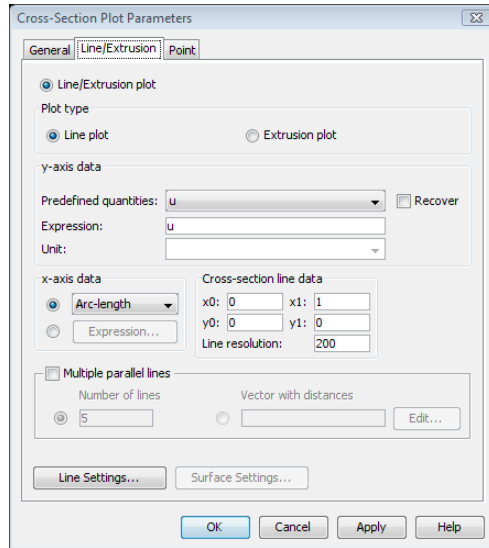 Cross-Section Plot Parameters
General Line/Extrusion Point
Line/Extrusion plot
Plot type
Line plot Extrusion plot
y-axis data
Predefined quantities: u Recover
Expression: u
Unit:
x-axis data Cross-section line data
Arc-length x0: 0 x1: 1
Expression... y0: 0 y1: 0
Line resolution: 200
Multiple parallel lines
Number of lines Vector with distances
5 Edit...
Line Settings... Surface Settings...
OK Cancel Apply Help